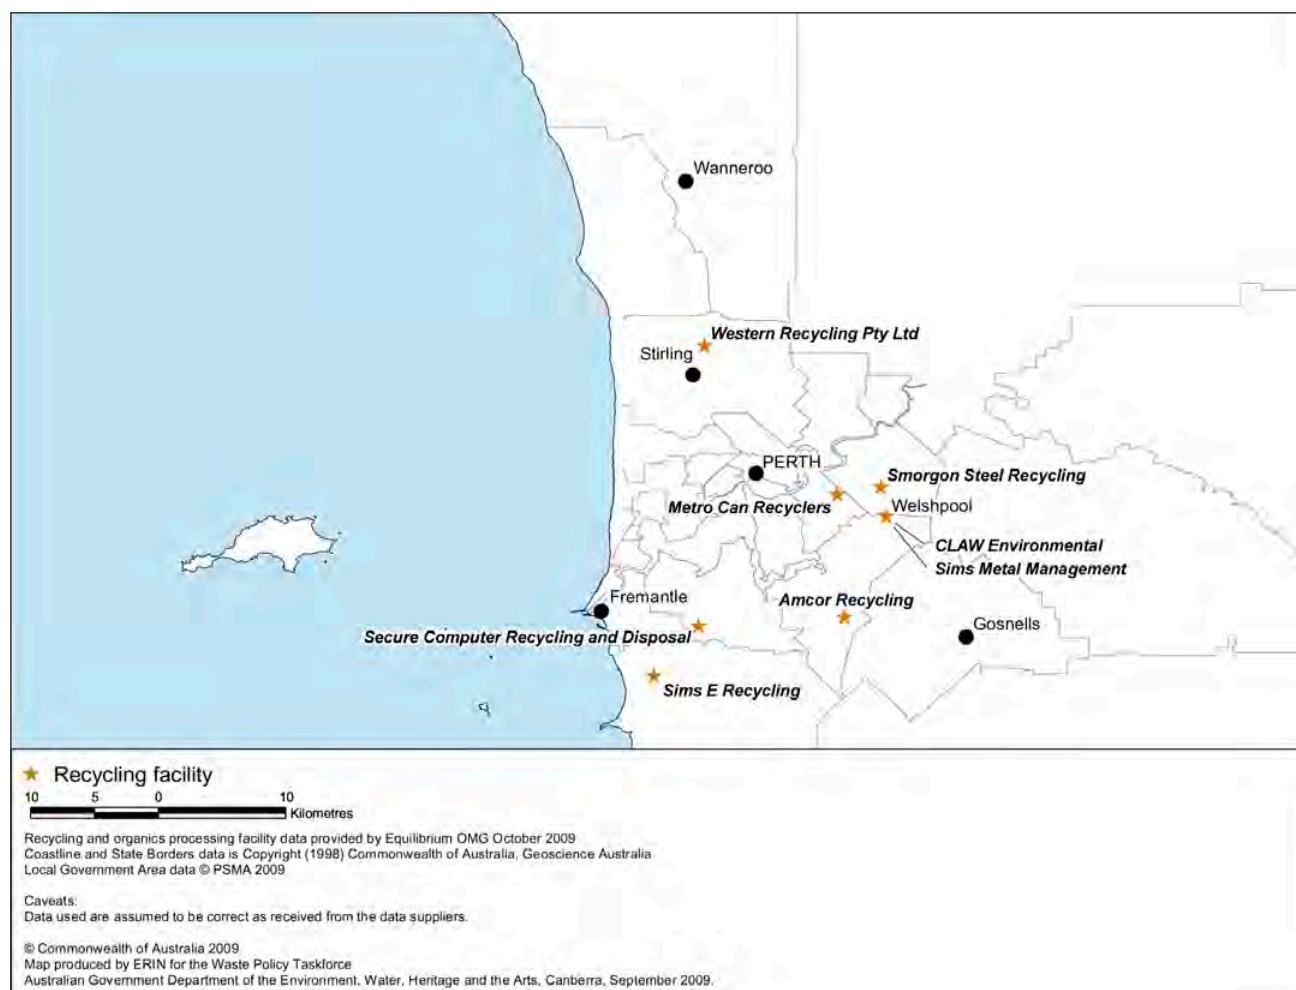 Wanneroo
Western Recycling Pty Ltd
Stirling
PERTH
Smorgon Steel Recycling
Metro Can Recyclers
Welshpool
CLAW Environmental
Sims Metal Management
Fremantle
Amcor Recycling
Gosnells
Secure Computer Recycling and Disposal
Sims E Recycling
Recycling facility
10 5 0 10
Kilometres
Recycling and organics processing facility data provided by Equilibrium OMG October 2009
Coastline and State Borders data is Copyright (1998) Commonwealth of Australia, Geoscience Australia
Local Government Area data © PSMA 2009
Caveats:
Data used are assumed to be correct as received from the data suppliers.
© Commonwealth of Australia 2009
Map produced by ERIN for the Waste Policy Taskforce
Australian Government Department of the Environment, Water, Heritage and the Arts, Canberra, September 2009.